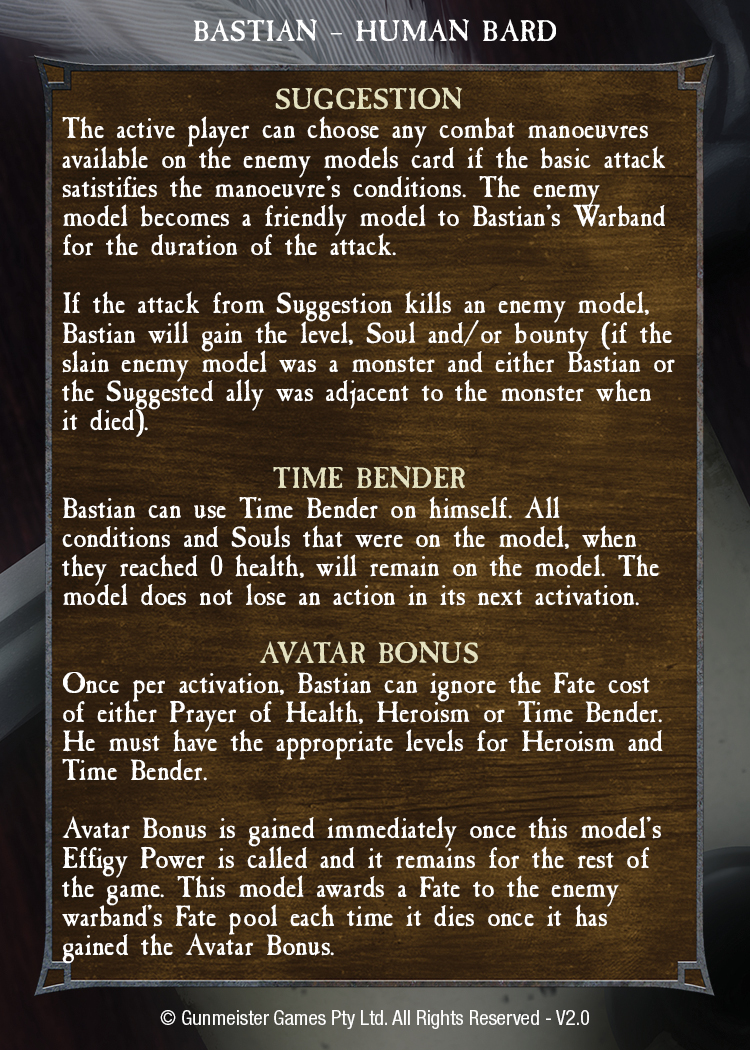 BASTIAN - HUMAN BARD
SUGGESTION
The active player can choose any combat manoeuvres
available on the enemy models card if the basic attack
satistifies the manoeuvre's conditions. The enemy
model becomes a friendly model to Bastian's Warband
for the duration of the attack.
If the attack from Suggestion kills an enemy model,
Bastian will gain the level, Soul and/or bounty (if the
slain enemy model was a monster and either Bastian or
the Suggested ally was adjacent to the monster when
it died).
TIME BENDER
Bastian can use Time Bender on himself. All
conditions and Souls that were on the model, when
they reached 0 health, will remain on the model. The
model does not lose an action in its next activation.
AVATAR BONUS
Once per activation, Bastian can ignore the Fate cost
of either Prayer of Health, Heroism or Time Bender.
He must have the appropriate levels for Heroism and
Time Bender.
Avatar Bonus is gained immediately once this model's
Effigy Power is called and it remains for the rest of
the game. This model awards a Fate to the enemy
warband's Fate pool each time it dies once it has
gained the Avatar Bonus.
© Gunmeister Games Pty Ltd. All Rights Reserved - V2.0